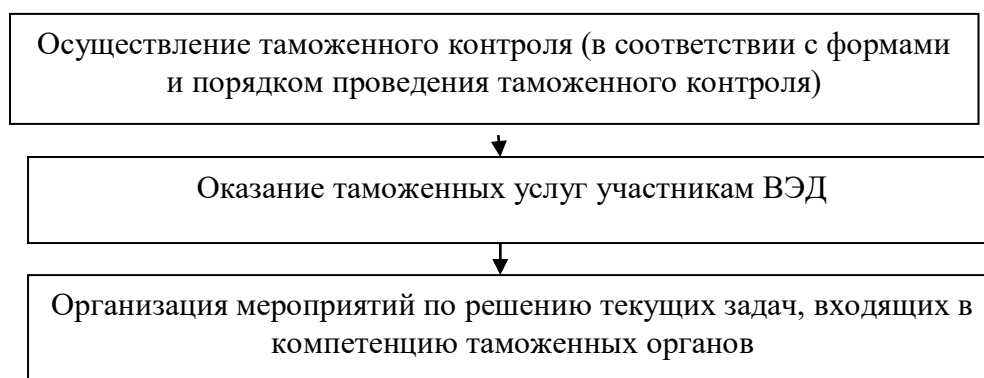 Осуществление таможенного контроля (в соответствии с формами
и порядком проведения таможенного контроля)
Оказание таможенных услуг участникам ВЭД
Организация мероприятий по решению текущих задач, входящих в
компетенцию таможенных органов